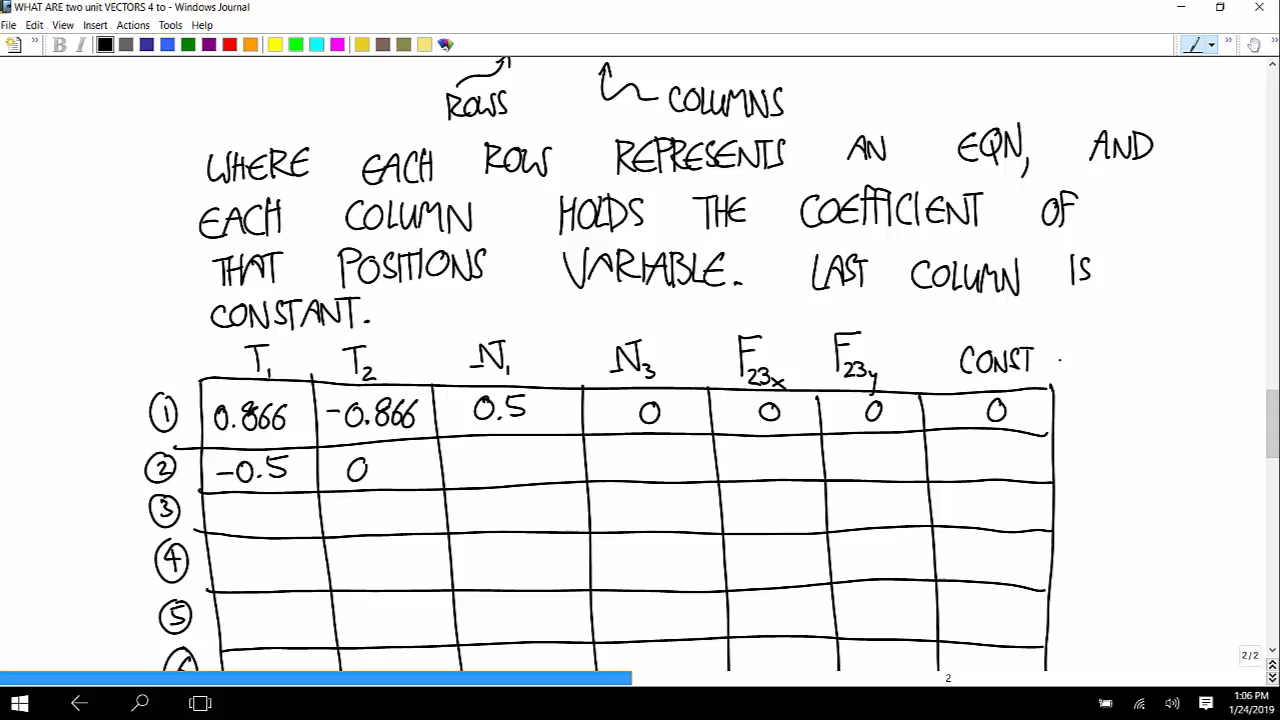 WHAT ARE two unit VECTORS 4 to - Windows Journal
File Edit View Insert Actions Tools Help
B I
ROWS COLUMNS
WHERE EACH ROW REPRESENTS AN EQN, AND
EACH COLUMN HOLDS THE COEFFICIENT OF
THAT POSITIONS VARIABLE. LAST COLUMN IS
CONSTANT.
T1 T2 N1 N3 F23x F23y CONST
1 0.866 -0.866 0.5 0 0 0 0
2 -0.5 0
3
4
5
6
2/2
2
1:06 PM
1/24/2019